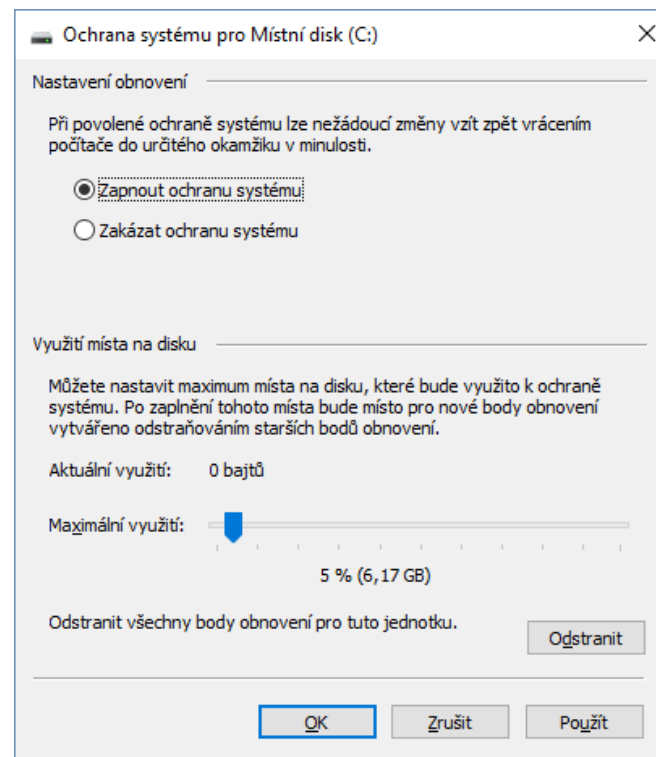 Ochrana systému pro Místní disk (C:)
Nastavení obnovení
Při povolené ochraně systému lze nežádoucí změny vzít zpět vrácením
počítače do určitého okamžiku v minulosti.
Zapnout ochranu systému
Zakázat ochranu systému
Využití místa na disku
Můžete nastavit maximum místa na disku, které bude využito k ochraně
systému. Po zaplnění tohoto místa bude místo pro nové body obnovení
vytvářeno odstraňováním starších bodů obnovení.
Aktuální využití: 0 bajtů
Maximální využití:
5 % (6,17 GB)
Odstranit všechny body obnovení pro tuto jednotku.
Odstranit
OK Zrušit Použít